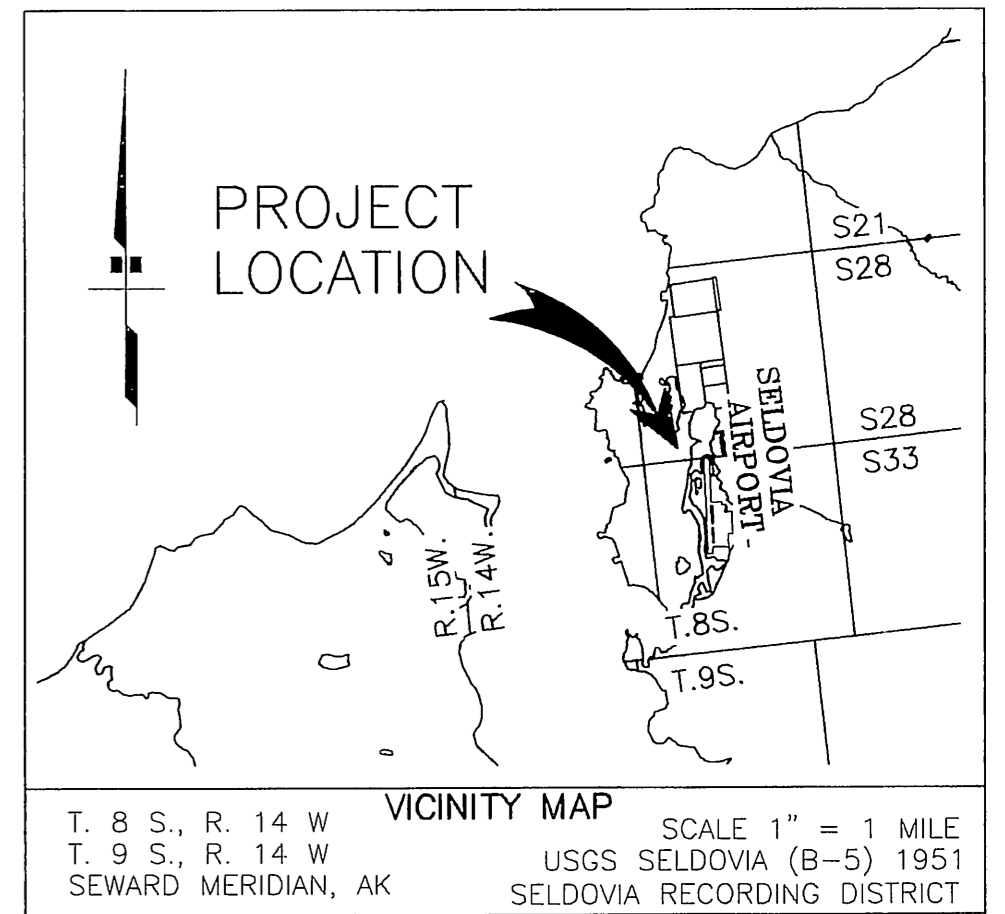 PROJECT
LOCATION
S21
S28
SELDOVIA
AIRPORT
S28
S33
R.15W.
R.14W.
T.8S.
T.9S.
VICINITY MAP
T. 8 S., R. 14 W
T. 9 S., R. 14 W
SEWARD MERIDIAN, AK
SCALE 1" = 1 MILE
USGS SELDOVIA (B-5) 1951
SELDOVIA RECORDING DISTRICT